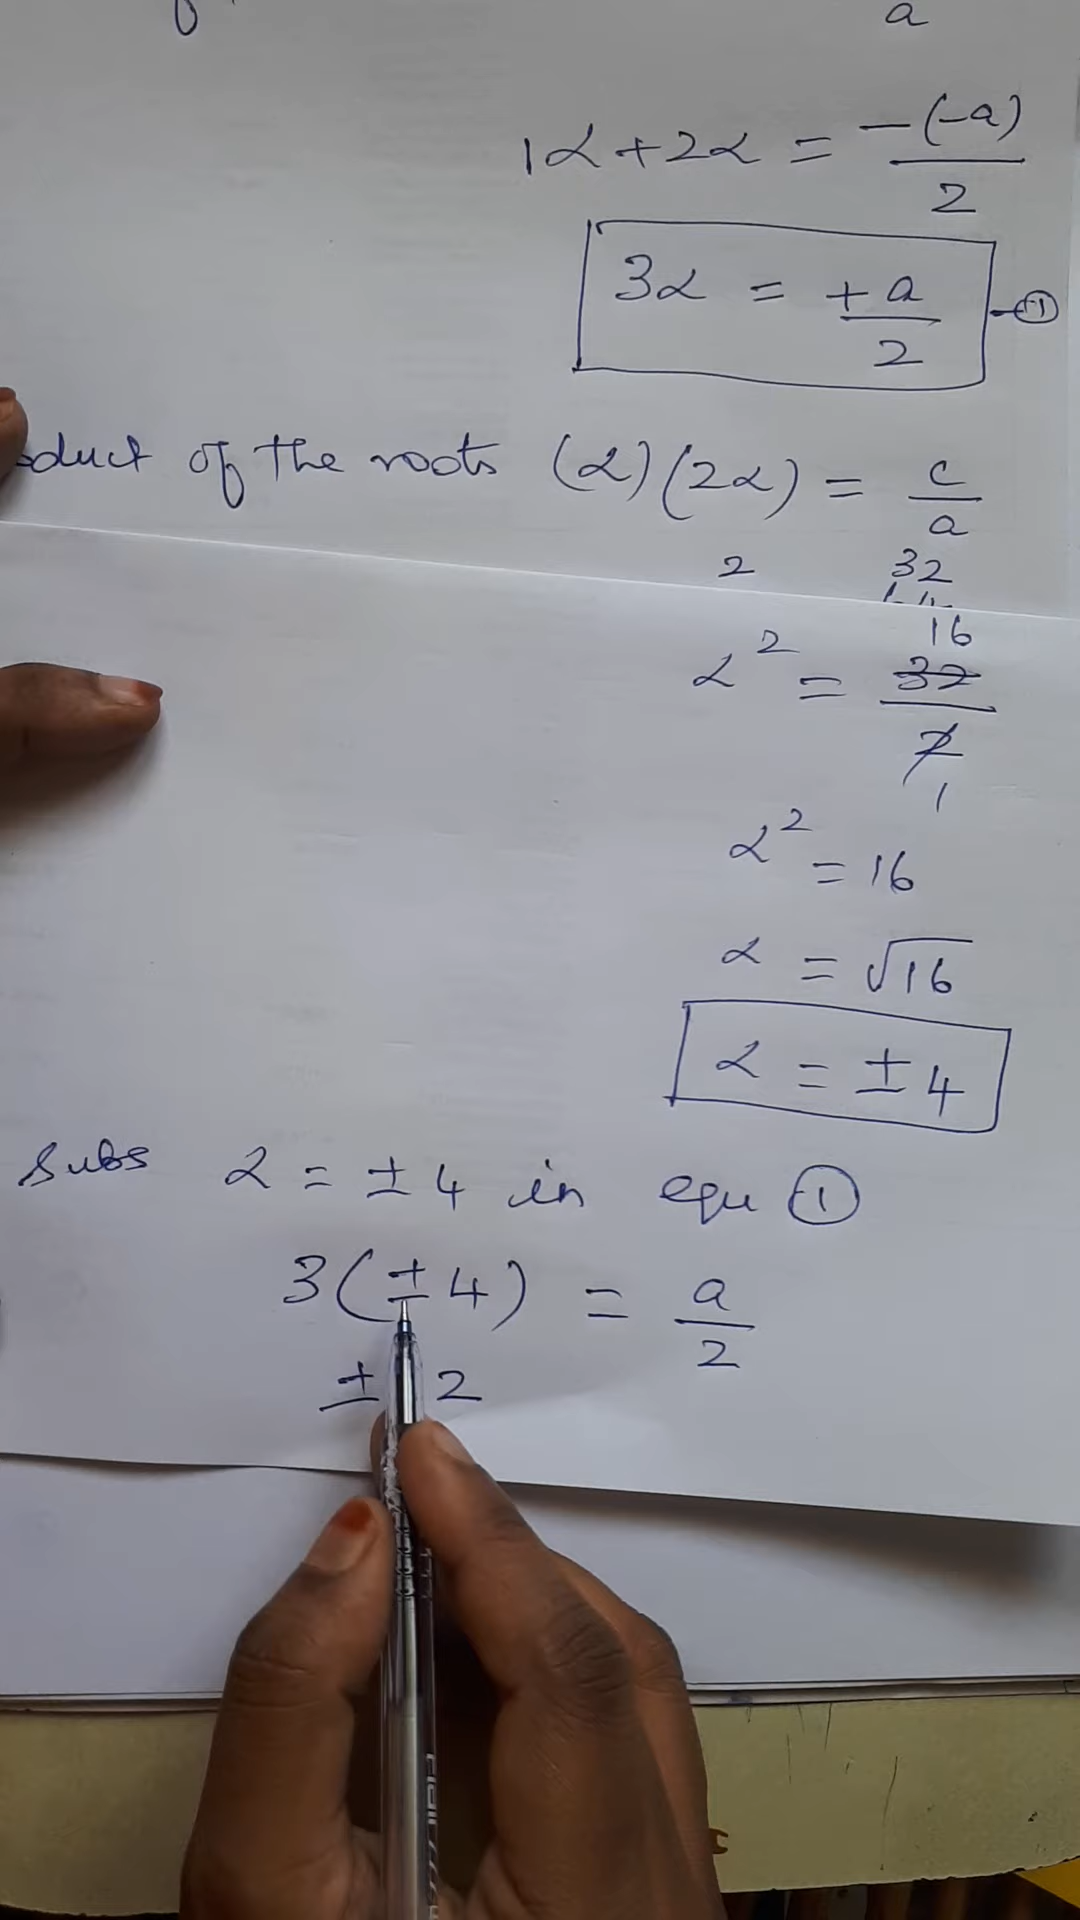 a
1α + 2α = -(-a)/2
3α = +a/2 - ①
duct of the roots (α)(2α) = c/a
2 32
α² = 32/2 16 1
α² = 16
α = √16
α = ± 4
Subs α = ± 4 in equ ①
3(± 4) = a/2
± 2